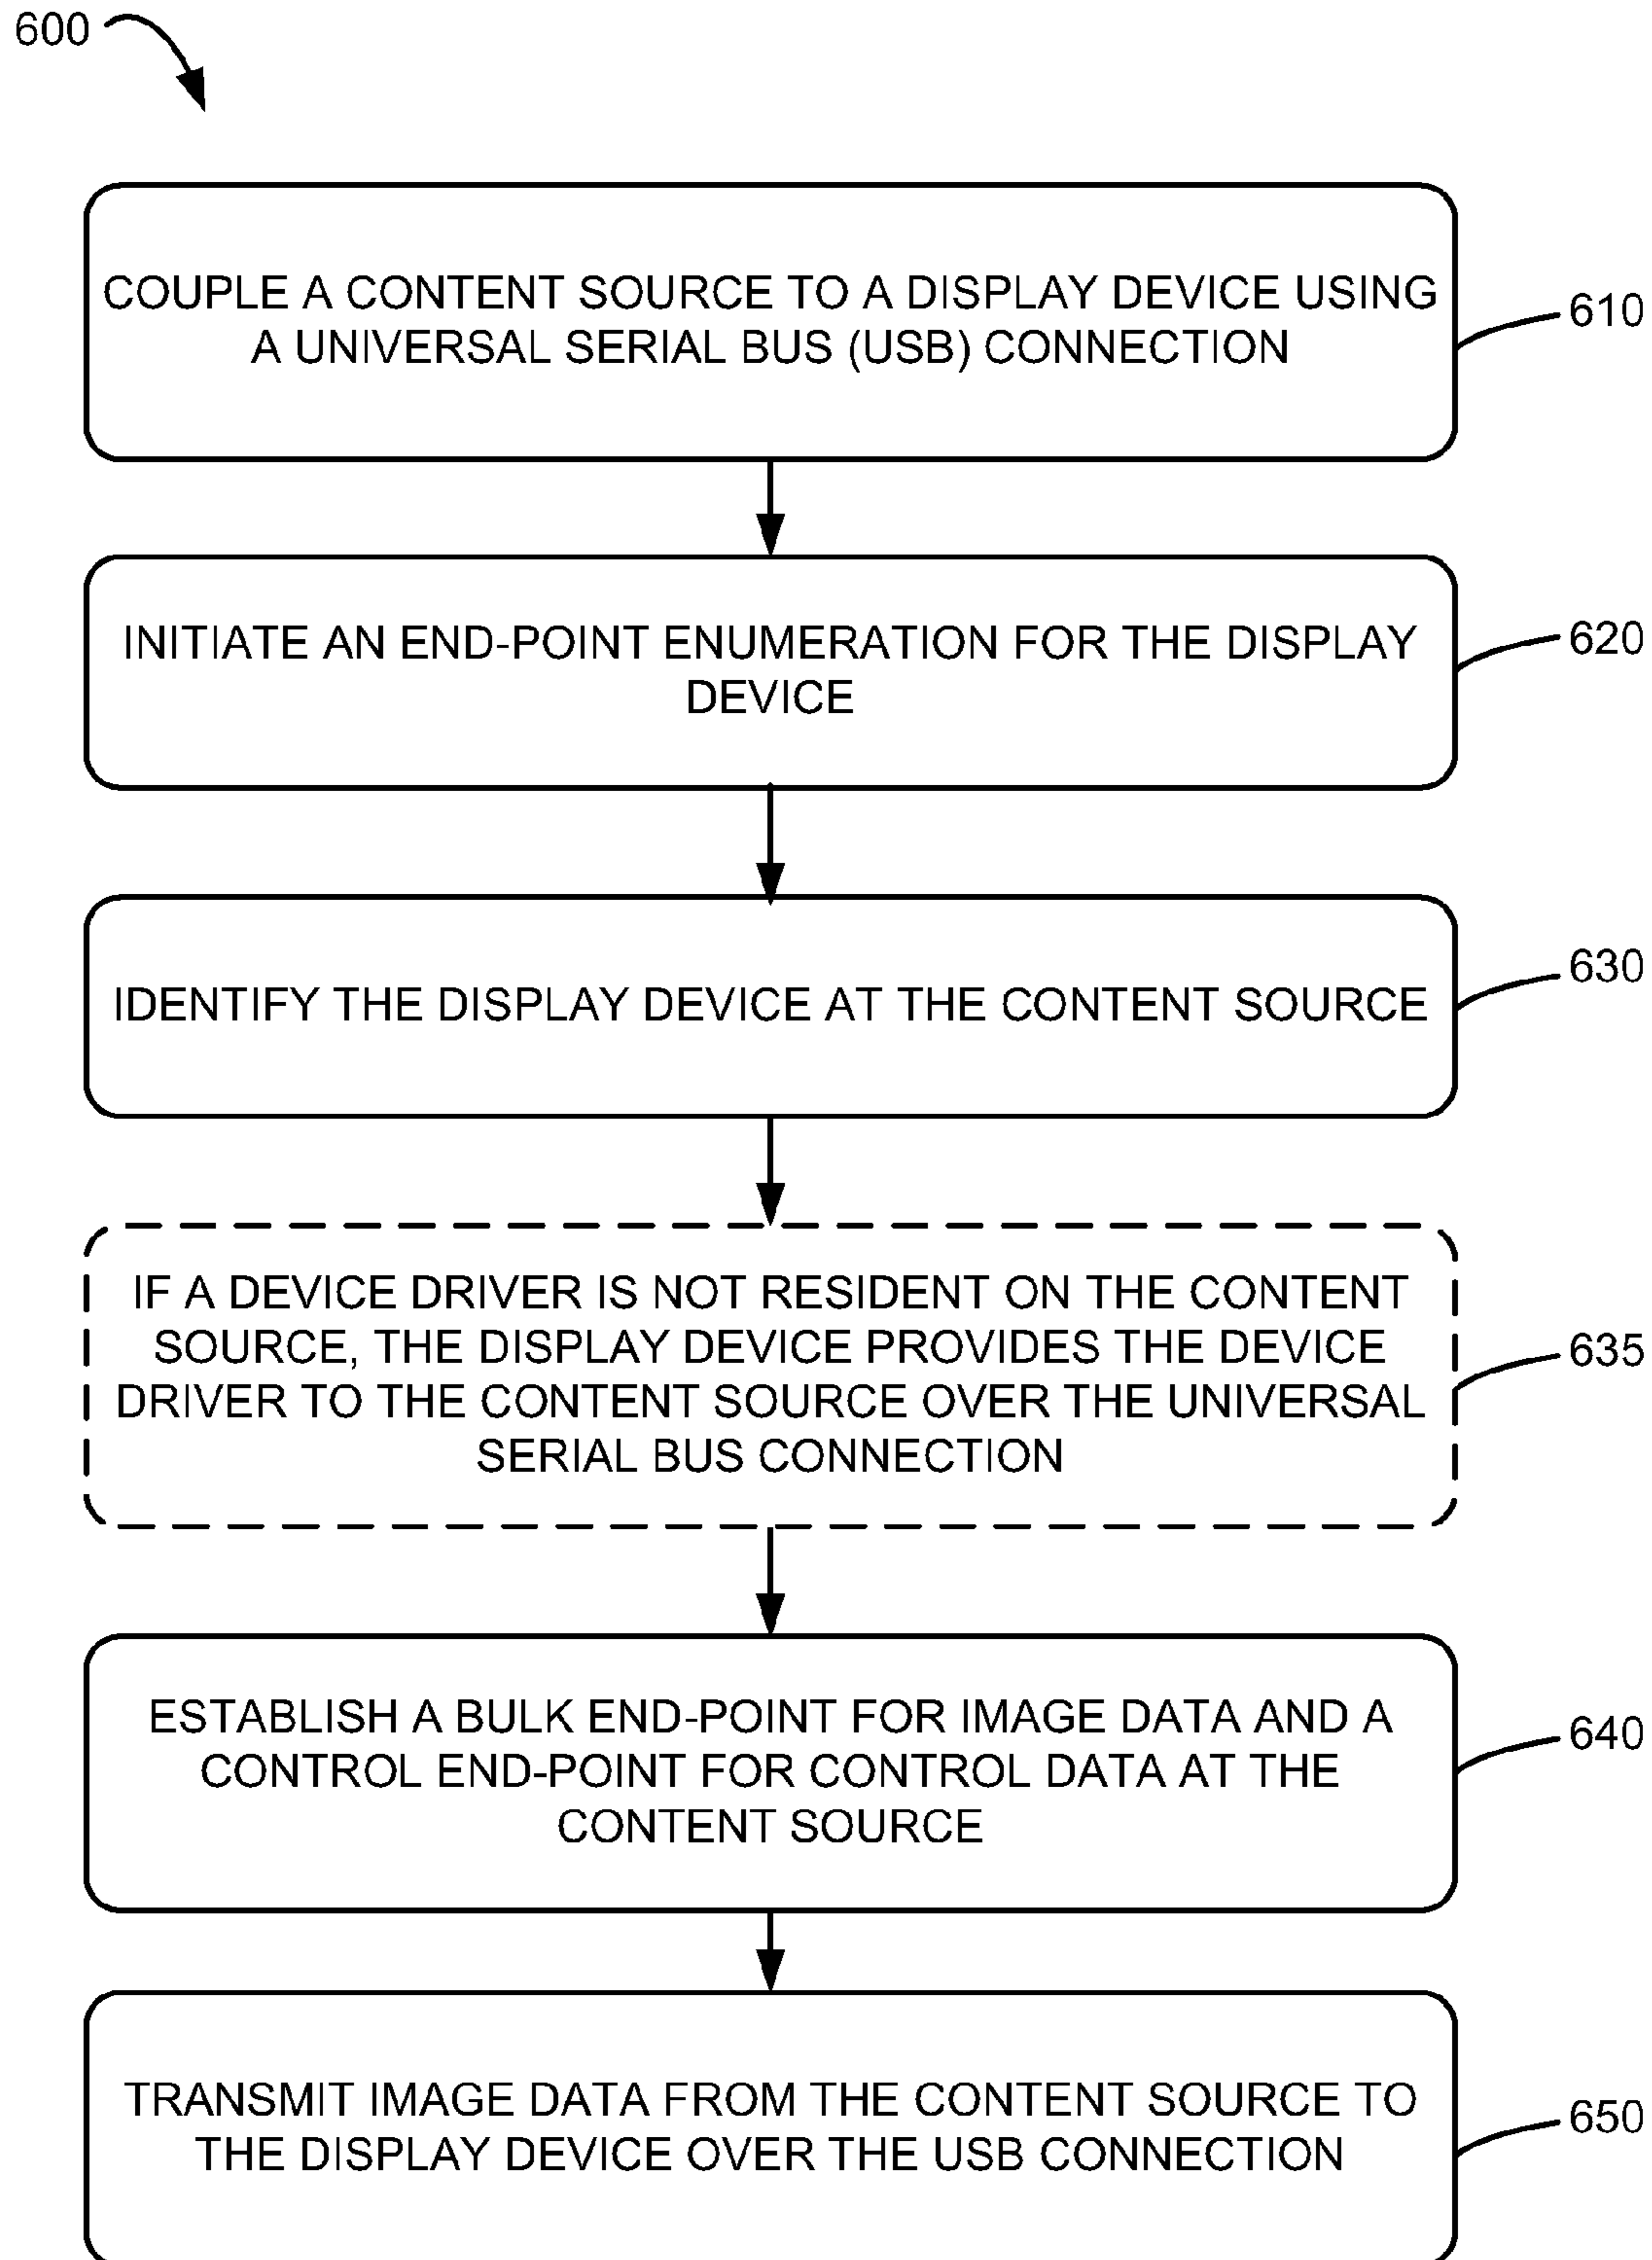 600
COUPLE A CONTENT SOURCE TO A DISPLAY DEVICE USING
A UNIVERSAL SERIAL BUS (USB) CONNECTION
610
INITIATE AN END-POINT ENUMERATION FOR THE DISPLAY
DEVICE
620
IDENTIFY THE DISPLAY DEVICE AT THE CONTENT SOURCE
630
IF A DEVICE DRIVER IS NOT RESIDENT ON THE CONTENT
SOURCE, THE DISPLAY DEVICE PROVIDES THE DEVICE
DRIVER TO THE CONTENT SOURCE OVER THE UNIVERSAL
SERIAL BUS CONNECTION
635
ESTABLISH A BULK END-POINT FOR IMAGE DATA AND A
CONTROL END-POINT FOR CONTROL DATA AT THE
CONTENT SOURCE
640
TRANSMIT IMAGE DATA FROM THE CONTENT SOURCE TO
THE DISPLAY DEVICE OVER THE USB CONNECTION
650